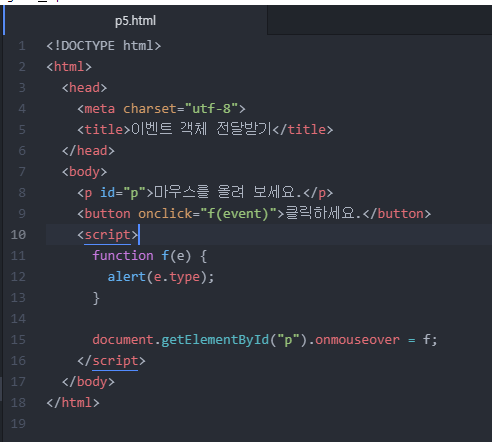 p5.html
1 <!DOCTYPE html>
2 <html>
3 <head>
4 <meta charset="utf-8">
5 <title>이벤트 객체 전달받기</title>
6 </head>
7 <body>
8 <p id="p">마우스를 올려 보세요.</p>
9 <button onclick="f(event)">클릭하세요.</button>
10 <script>
11 function f(e) {
12 alert(e.type);
13 }
14
15 document.getElementById("p").onmouseover = f;
16 </script>
17 </body>
18 </html>
19